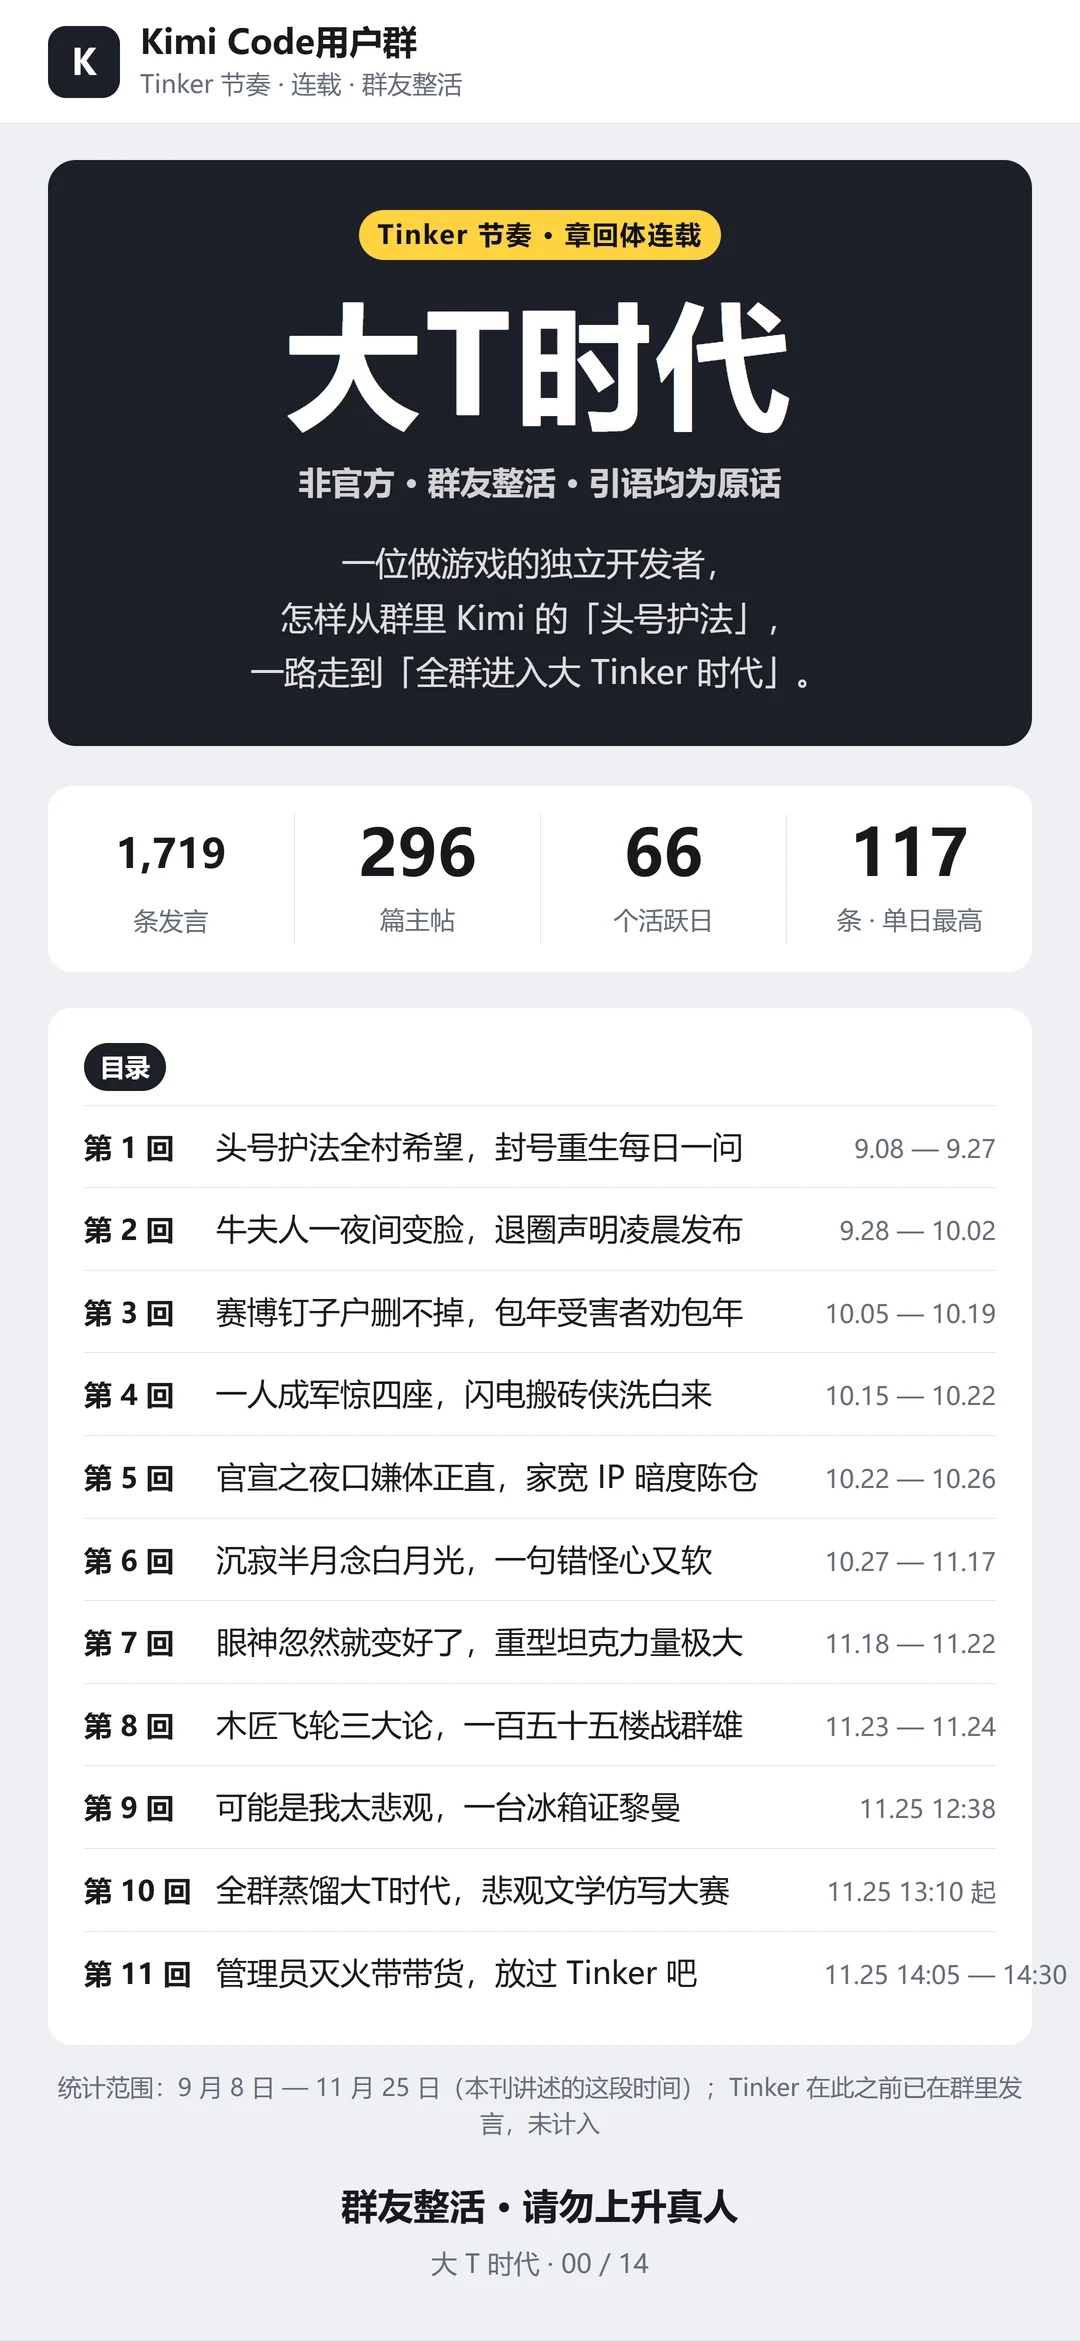 K
Kimi Code用户群
Tinker 节奏 · 连载 · 群友整活
Tinker 节奏 • 章回体连载
大T时代
非官方 • 群友整活 • 引语均为原话
一位做游戏的独立开发者，
怎样从群里 Kimi 的「头号护法」，
一路走到「全群进入大 Tinker 时代」。
1,719 296 66 117
条发言 篇主帖 个活跃日 条 · 单日最高
目录
第 1 回 头号护法全村希望，封号重生每日一问 9.08 — 9.27
第 2 回 牛夫人一夜间变脸，退圈声明凌晨发布 9.28 — 10.02
第 3 回 赛博钉子户删不掉，包年受害者劝包年 10.05 — 10.19
第 4 回 一人成军惊四座，闪电搬砖侠洗白来 10.15 — 10.22
第 5 回 官宣之夜口嫌体正直，家宽 IP 暗度陈仓 10.22 — 10.26
第 6 回 沉寂半月念白月光，一句错怪心又软 10.27 — 11.17
第 7 回 眼神忽然就变好了，重型坦克力量极大 11.18 — 11.22
第 8 回 木匠飞轮三大论，一百五十五楼战群雄 11.23 — 11.24
第 9 回 可能是我太悲观，一台冰箱证黎曼 11.25 12:38
第 10 回 全群蒸馏大T时代，悲观文学仿写大赛 11.25 13:10 起
第 11 回 管理员灭火带带货，放过 Tinker 吧 11.25 14:05 — 14:30
统计范围：9 月 8 日 — 11 月 25 日（本刊讲述的这段时间）；Tinker 在此之前已在群里发
言，未计入
群友整活 • 请勿上升真人
大 T 时代 · 00 / 14